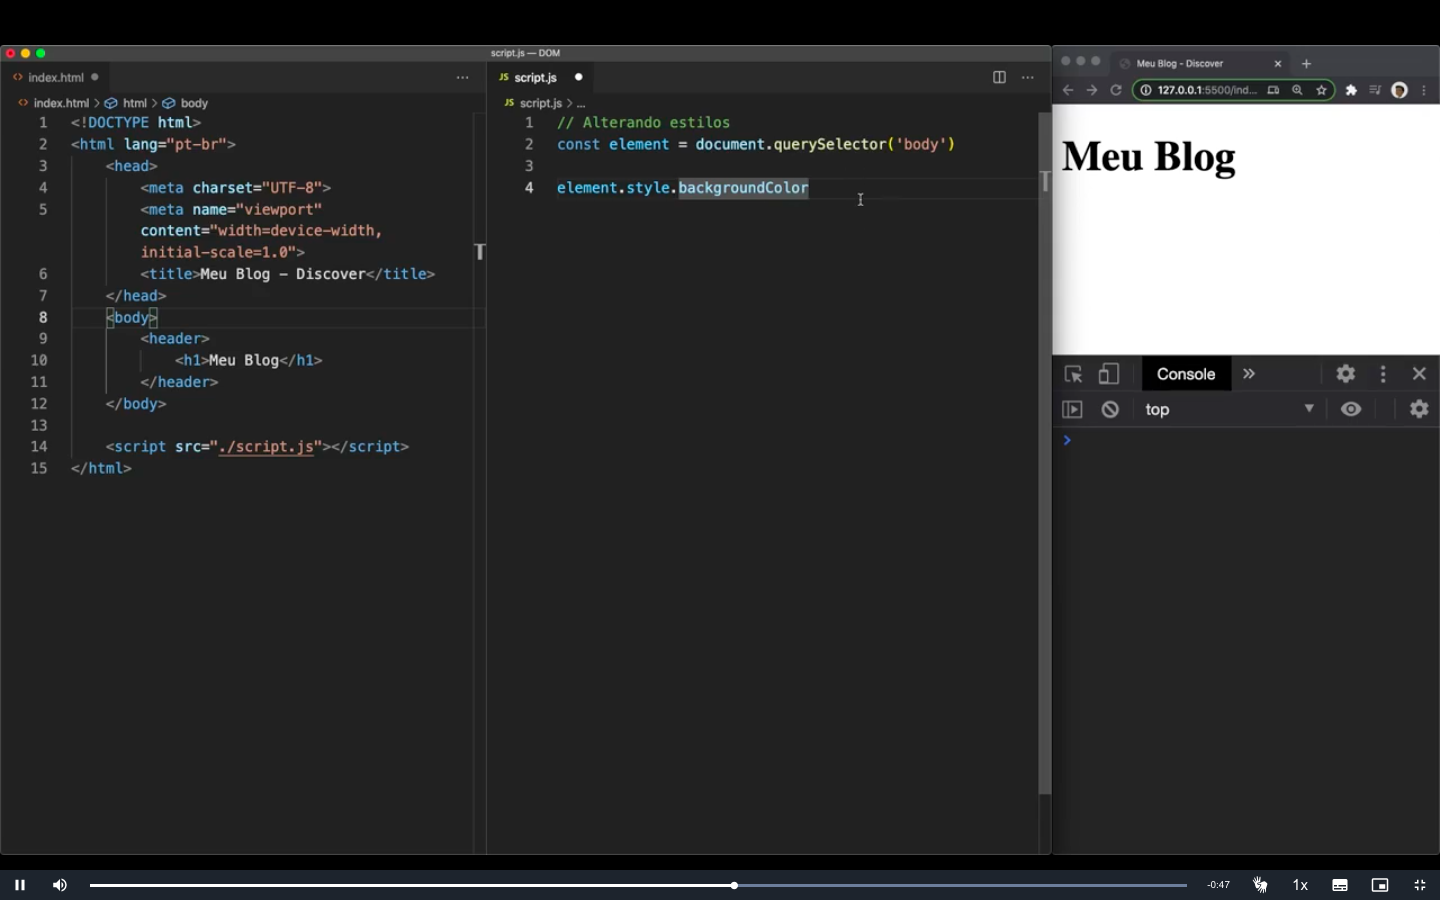 script.js — DOM
index.html
index.html > html > body
1 <!DOCTYPE html>
2 <html lang="pt-br">
3 <head>
4 <meta charset="UTF-8">
5 <meta name="viewport"
content="width=device-width,
initial-scale=1.0">
6 <title>Meu Blog – Discover</title>
7 </head>
8 <body>
9 <header>
10 <h1>Meu Blog</h1>
11 </header>
12 </body>
13
14 <script src="./script.js"></script>
15 </html>
JS script.js
JS script.js > ...
1 // Alterando estilos
2 const element = document.querySelector('body')
3
4 element.style.backgroundColor
Meu Blog - Discover
127.0.0.1:5500/ind...
Meu Blog
Console
top
-0:47
1x